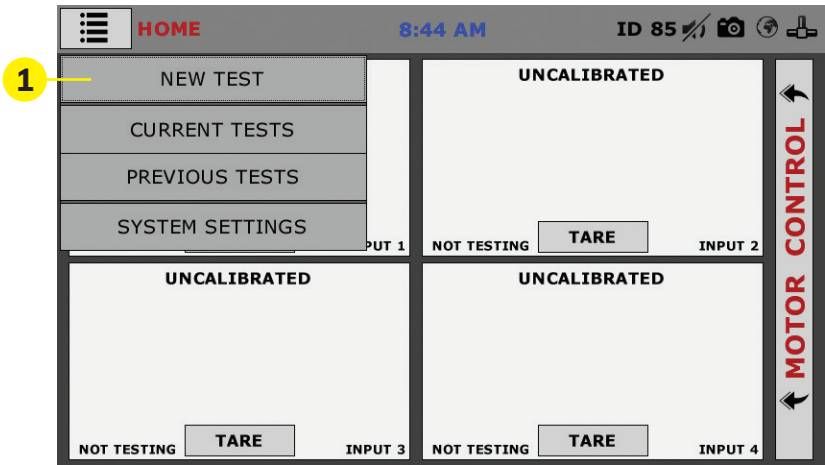 HOME 8:44 AM ID 85
1 NEW TEST
CURRENT TESTS
PREVIOUS TESTS
SYSTEM SETTINGS
PUT 1
UNCALIBRATED
NOT TESTING TARE INPUT 2
UNCALIBRATED
NOT TESTING TARE INPUT 3
UNCALIBRATED
NOT TESTING TARE INPUT 4
MOTOR CONTROL